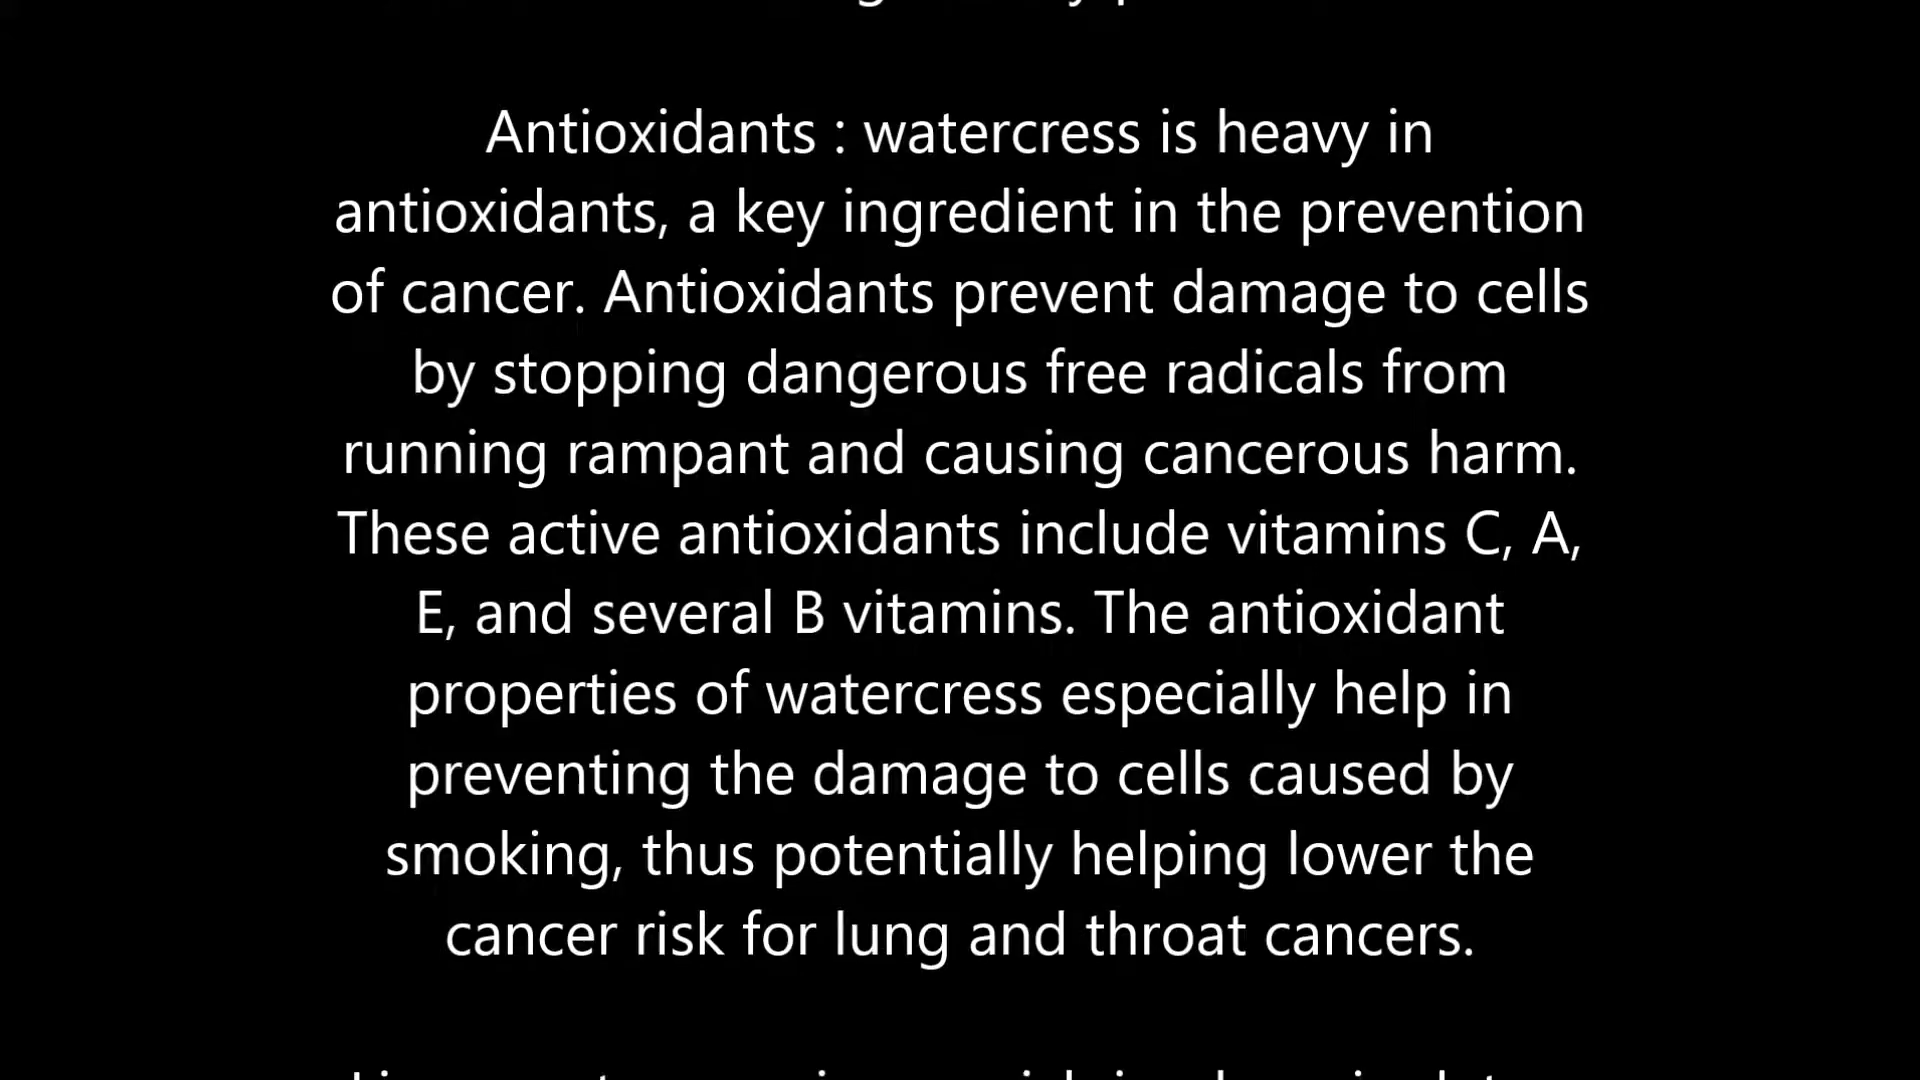 Antioxidants : watercress is heavy in
antioxidants, a key ingredient in the prevention
of cancer. Antioxidants prevent damage to cells
by stopping dangerous free radicals from
running rampant and causing cancerous harm.
These active antioxidants include vitamins C, A,
E, and several B vitamins. The antioxidant
properties of watercress especially help in
preventing the damage to cells caused by
smoking, thus potentially helping lower the
cancer risk for lung and throat cancers.